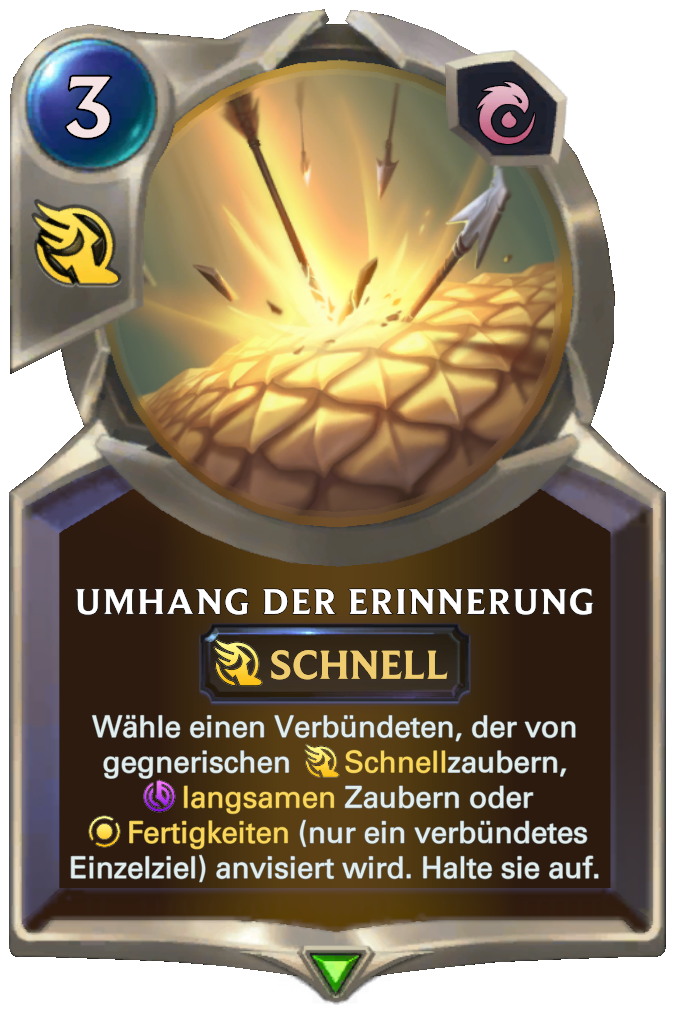 3
UMHANG DER ERINNERUNG
SCHNELL
Wähle einen Verbündeten, der von
gegnerischen Schnellzaubern,
langsamen Zaubern oder
Fertigkeiten (nur ein verbündetes
Einzelziel) anvisiert wird. Halte sie auf.